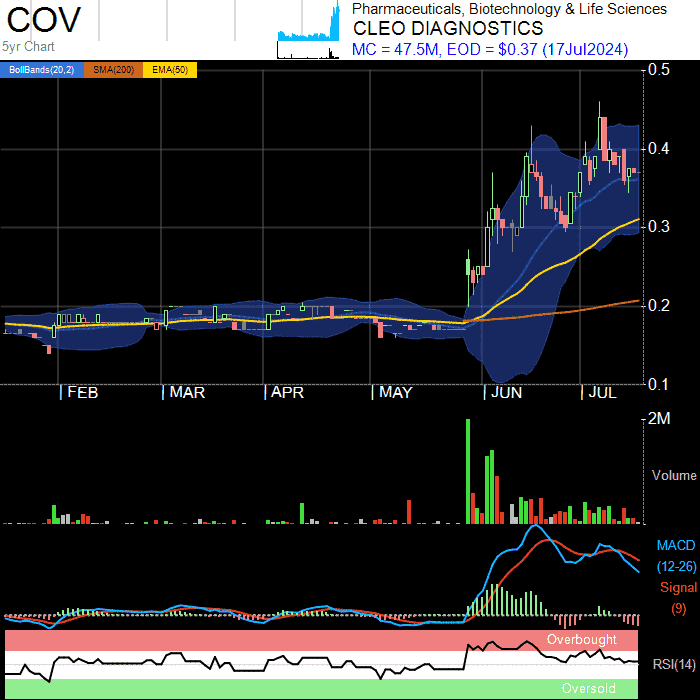 COV
5yr Chart
Pharmaceuticals, Biotechnology & Life Sciences
CLEO DIAGNOSTICS
MC = 47.5M, EOD = $0.37 (17Jul2024)
BollBands(20,2) SMA(200) EMA(50)
0.5
0.4
0.3
0.2
0.1
FEB MAR APR MAY JUN JUL
2M
Volume
MACD
(12-26)
Signal
(9)
Overbought
RSI(14)
Oversold